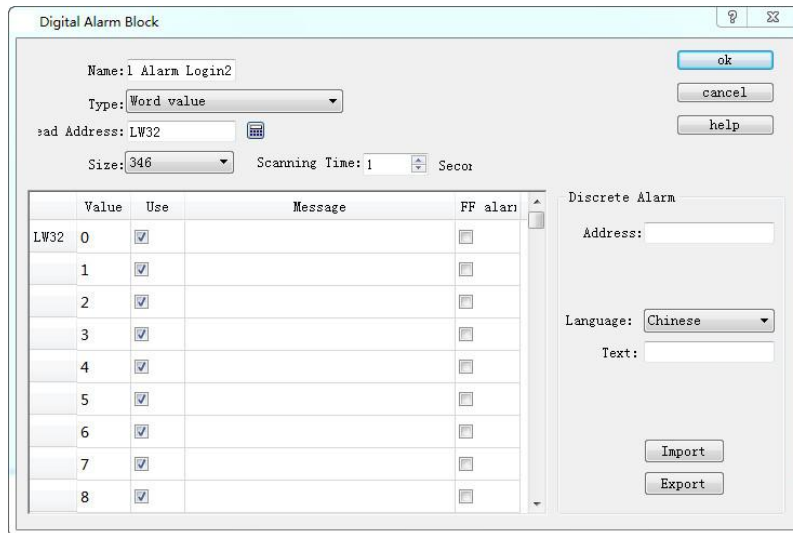 Digital Alarm Block
Name: l Alarm Login2
ok
Type: Word value
cancel
ead Address: LW32
help
Size: 346
Scanning Time: 1
Secor
Value Use Message FF aları
Discrete Alarm
LW32 0
Address:
1
2
3
Language: Chinese
4
Text:
5
6
7
Import
8
Export